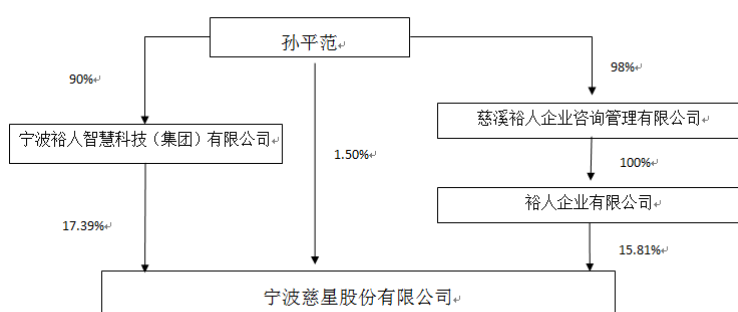 孙平范
90%
98%
宁波裕人智慧科技（集团）有限公司
慈溪裕人企业咨询管理有限公司
1.50%
100%
裕人企业有限公司
17.39%
15.81%
宁波慈星股份有限公司